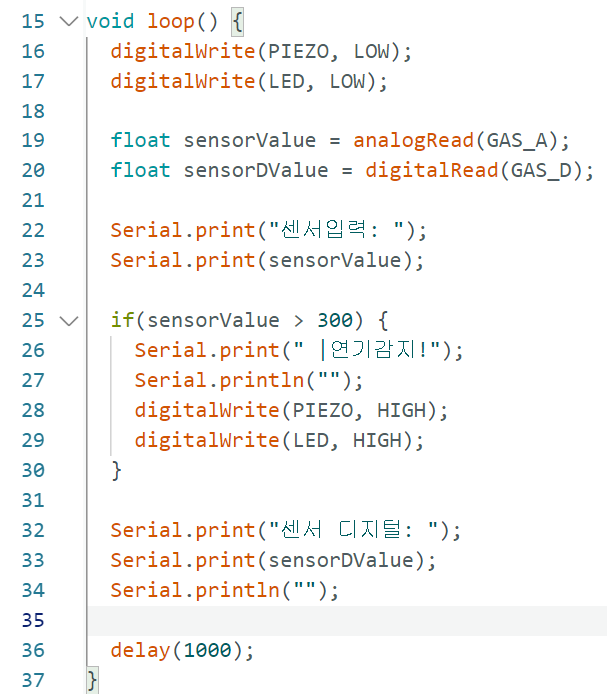 15 void loop() {
16   digitalWrite(PIEZO, LOW);
17   digitalWrite(LED, LOW);
18
19   float sensorValue = analogRead(GAS_A);
20   float sensorDValue = digitalRead(GAS_D);
21
22   Serial.print("센서입력: ");
23   Serial.print(sensorValue);
24
25   if(sensorValue > 300) {
26     Serial.print(" |연기감지!");
27     Serial.println("");
28     digitalWrite(PIEZO, HIGH);
29     digitalWrite(LED, HIGH);
30   }
31
32   Serial.print("센서 디지털: ");
33   Serial.print(sensorDValue);
34   Serial.println("");
35
36   delay(1000);
37 }